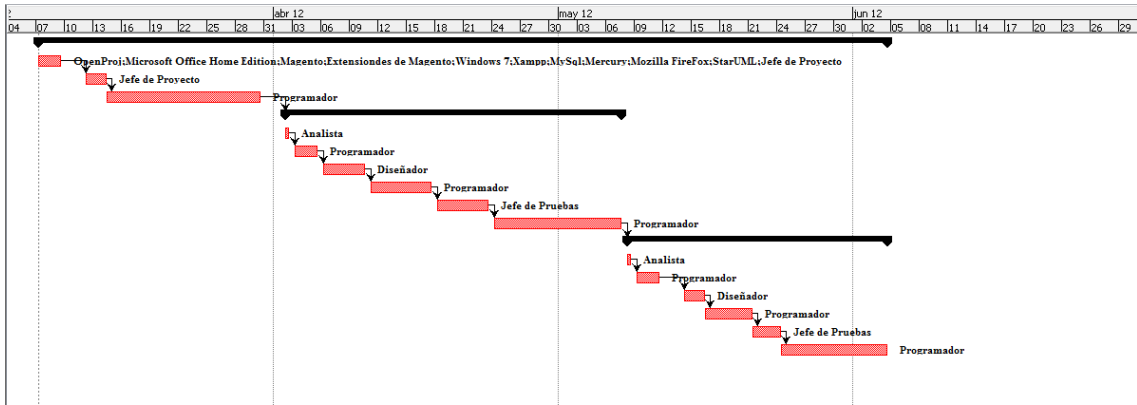 abr 12 may 12 jun 12
04 07 10 13 16 19 22 25 28 31 03 06 09 12 15 18 21 24 27 30 03 06 09 12 15 18 21 24 27 30 02 05 08 11 14 17 20 23 26 29
OpenProj;Microsoft Office Home Edition;Magento;Extensiondes de Magento;Windows 7;Xampp;MySql;Mercury;Mozilla FireFox;StarUML;Jefe de Proyecto
Jefe de Proyecto
Programador
Analista
Programador
Diseñador
Programador
Jefe de Pruebas
Programador
Analista
Programador
Diseñador
Programador
Jefe de Pruebas
Programador